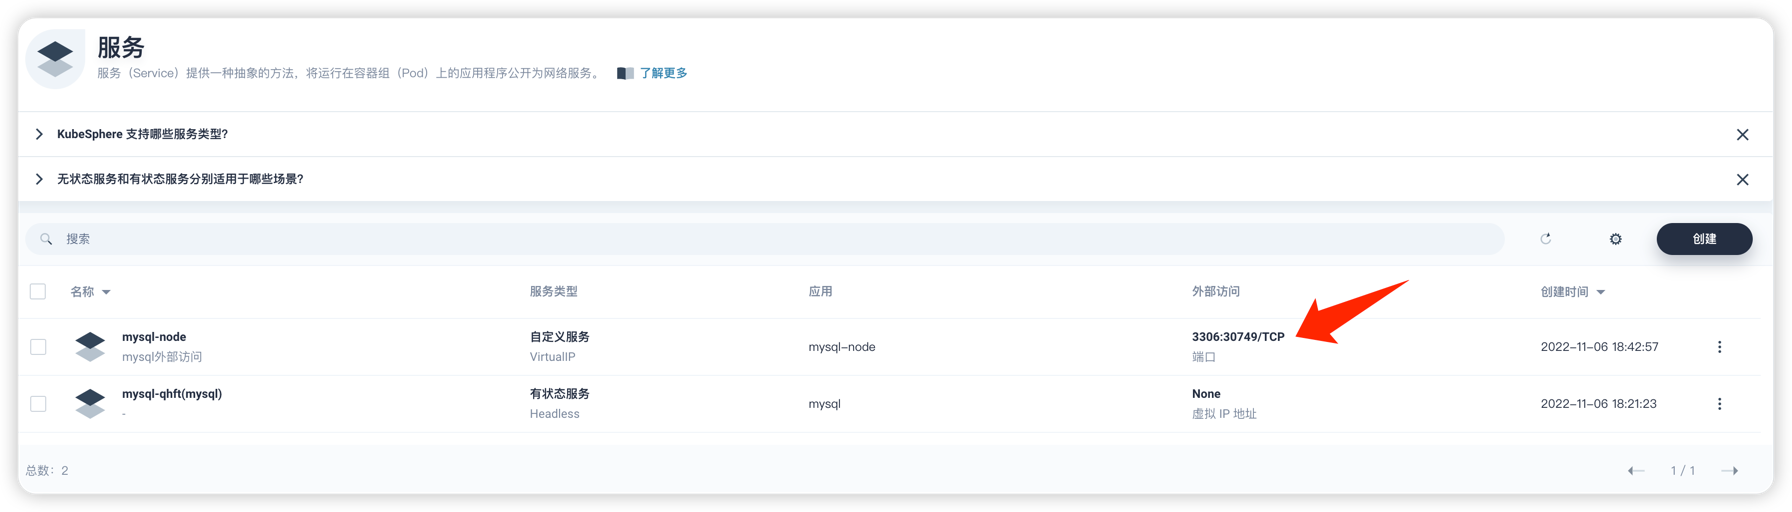 服务
服务（Service）提供一种抽象的方法，将运行在容器组（Pod）上的应用程序公开为网络服务。 了解更多
KubeSphere 支持哪些服务类型?
无状态服务和有状态服务分别适用于哪些场景?
搜索 创建
名称 服务类型 应用 外部访问 创建时间
mysql-node 自定义服务 mysql-node 3306:30749/TCP 2022-11-06 18:42:57
mysql外部访问 VirtualIP 端口
mysql-qhft(mysql) 有状态服务 mysql None 2022-11-06 18:21:23
- Headless 虚拟 IP 地址
总数：2 1 / 1